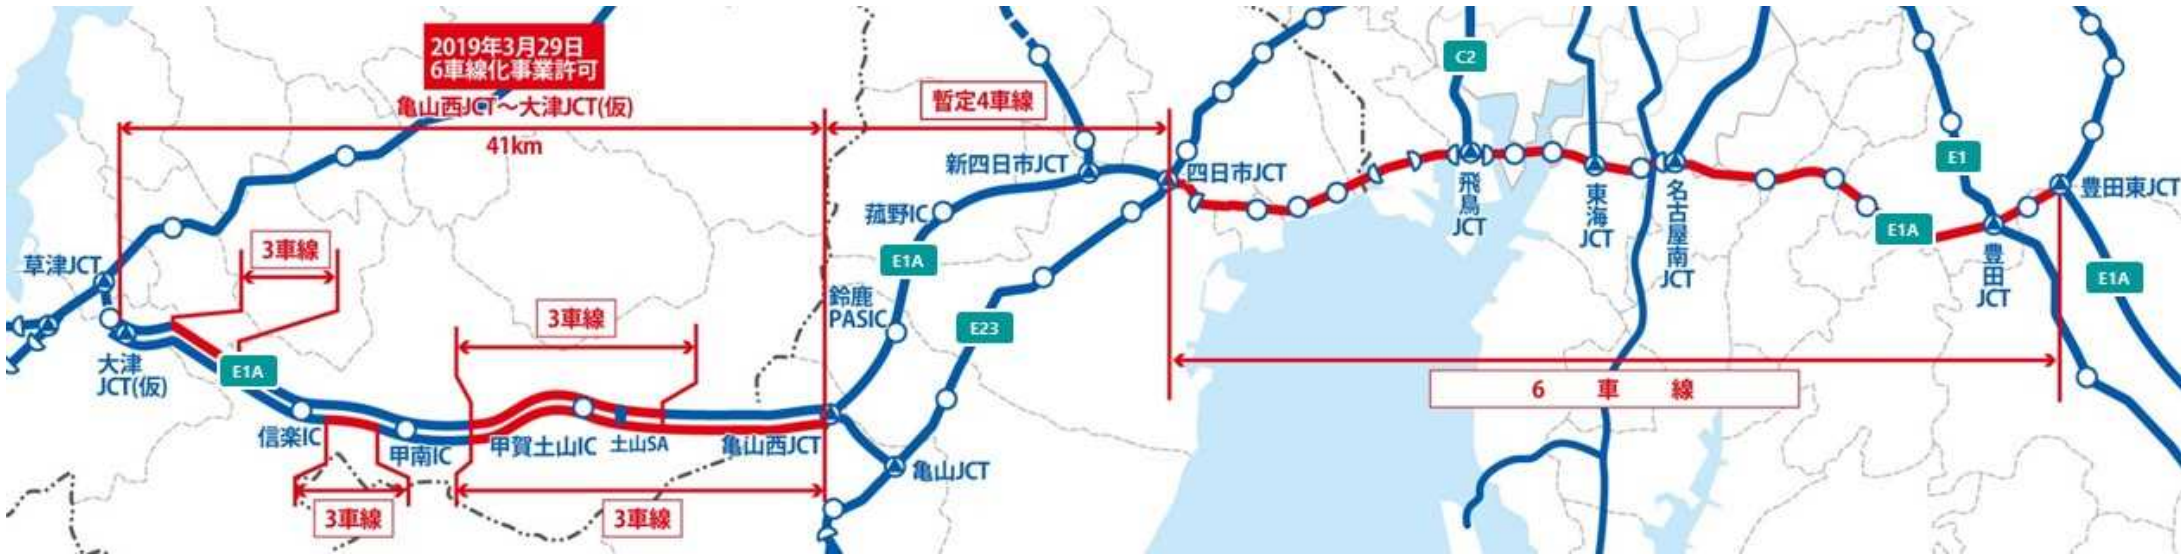 2019年3月29日
6車線化事業許可
亀山西JCT～大津JCT(仮)
41km
暫定4車線
C2
新四日市JCT
四日市JCT
飛島
JCT
東海
JCT
名古屋南
JCT
E1
豊田東JCT
菰野IC
3車線
草津JCT
E1A
E1A
豊田
JCT
E1A
鈴鹿
PASIC
3車線
E23
大津
JCT(仮)
E1A
6車線
信楽IC
甲南IC
甲賀土山IC
土山SA
亀山西JCT
亀山JCT
3車線
3車線